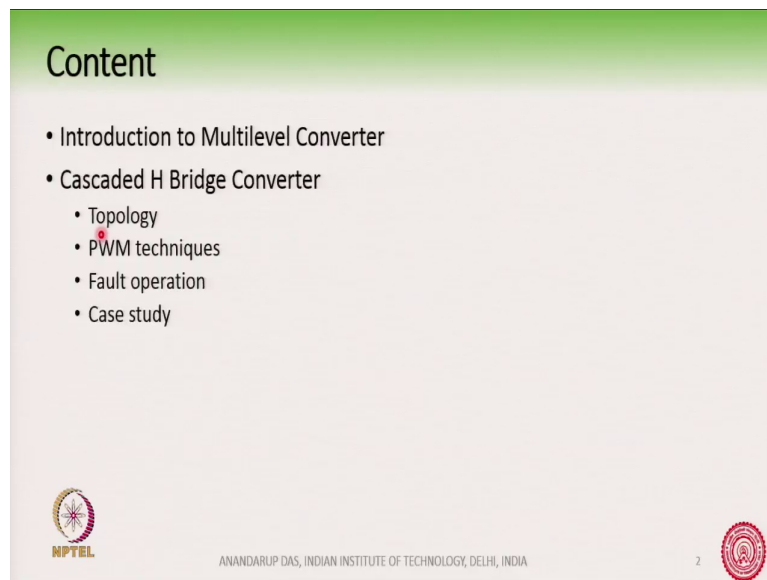 Content
• Introduction to Multilevel Converter
• Cascaded H Bridge Converter
• Topology
• PWM techniques
• Fault operation
• Case study
NPTEL
ANANDARUP DAS, INDIAN INSTITUTE OF TECHNOLOGY, DELHI, INDIA
2